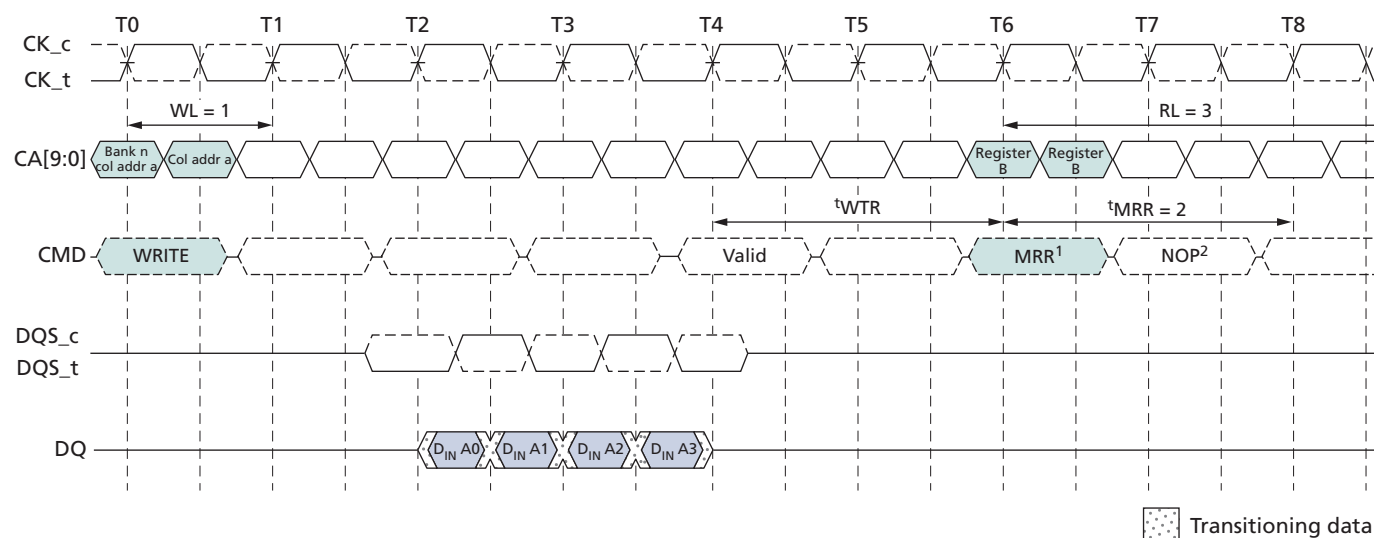 T0 T1 T2 T3 T4 T5 T6 T7 T8
CK_c
CK_t
WL = 1
RL = 3
CA[9:0]
Bank n
col addr a
Col addr a
Register
B
Register
B
tWTR
tMRR = 2
CMD
WRITE
Valid
MRR1
NOP2
DQS_c
DQS_t
DQ
DIN A0
DIN A1
DIN A2
DIN A3
Transitioning data